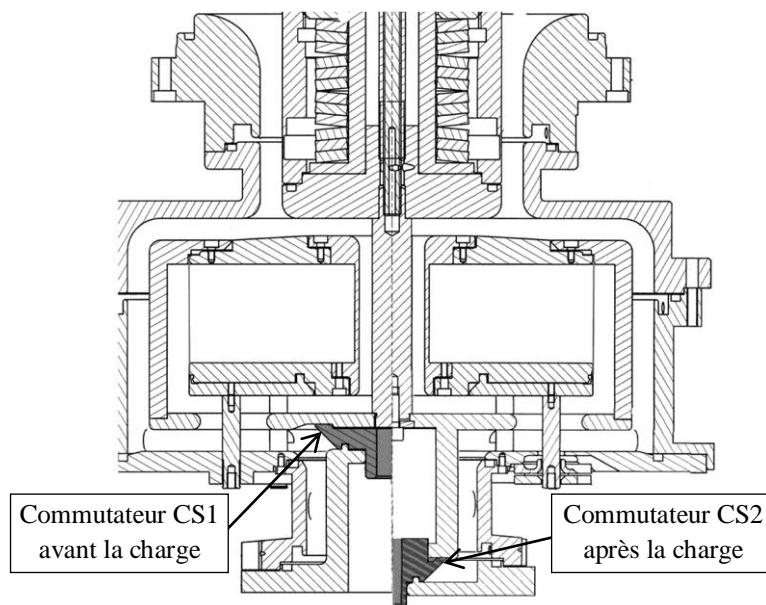 Commutateur CS1
avant la charge
Commutateur CS2
après la charge